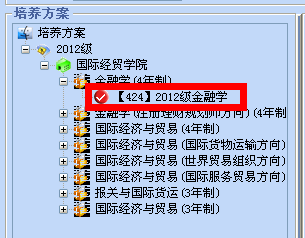 培养方案
培养方案
2012级
国际经贸学院
金融学(4年制)
【424】2012级金融学
金融学(注册理财规划师方向)(4年制
国际经济与贸易(4年制)
国际经济与贸易(国际货物运输方向)
国际经济与贸易(世界贸易组织方向)
国际经济与贸易(国际服务贸易方向)
报关与国际货运(3年制)
国际经济与贸易(3年制)